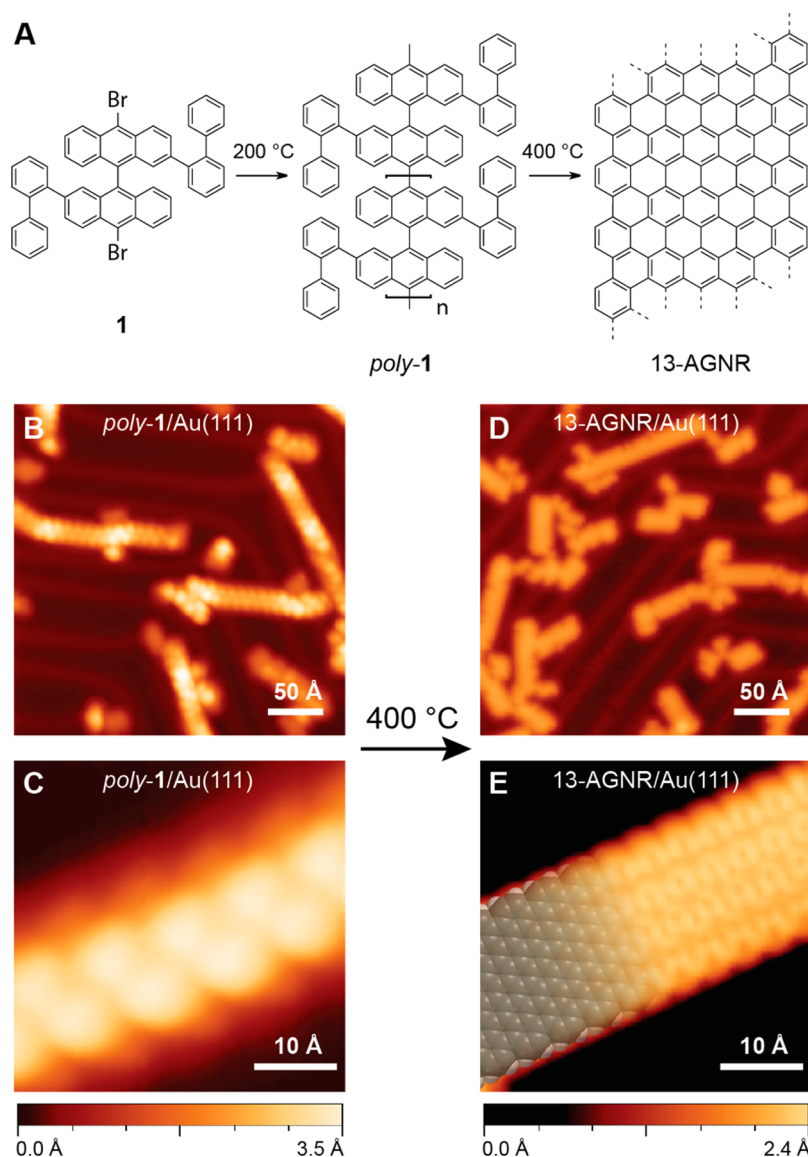 A
Br
Br
1
200 °C
n
poly-1
400 °C
13-AGNR
B
poly-1/Au(111)
50 Å
D
13-AGNR/Au(111)
50 Å
400 °C
C
poly-1/Au(111)
10 Å
E
13-AGNR/Au(111)
10 Å
0.0 Å
3.5 Å
0.0 Å
2.4 Å